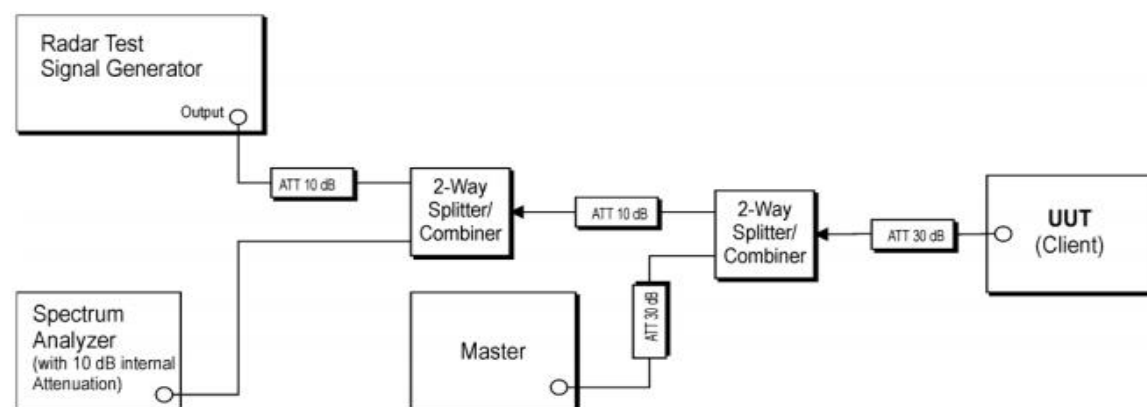 Radar Test
Signal Generator
Output
ATT 10 dB
2-Way
Splitter/
Combiner
ATT 10 dB
2-Way
Splitter/
Combiner
ATT 30 dB
UUT
(Client)
ATT 30 dB
Spectrum
Analyzer
(with 10 dB internal
Attenuation)
Master